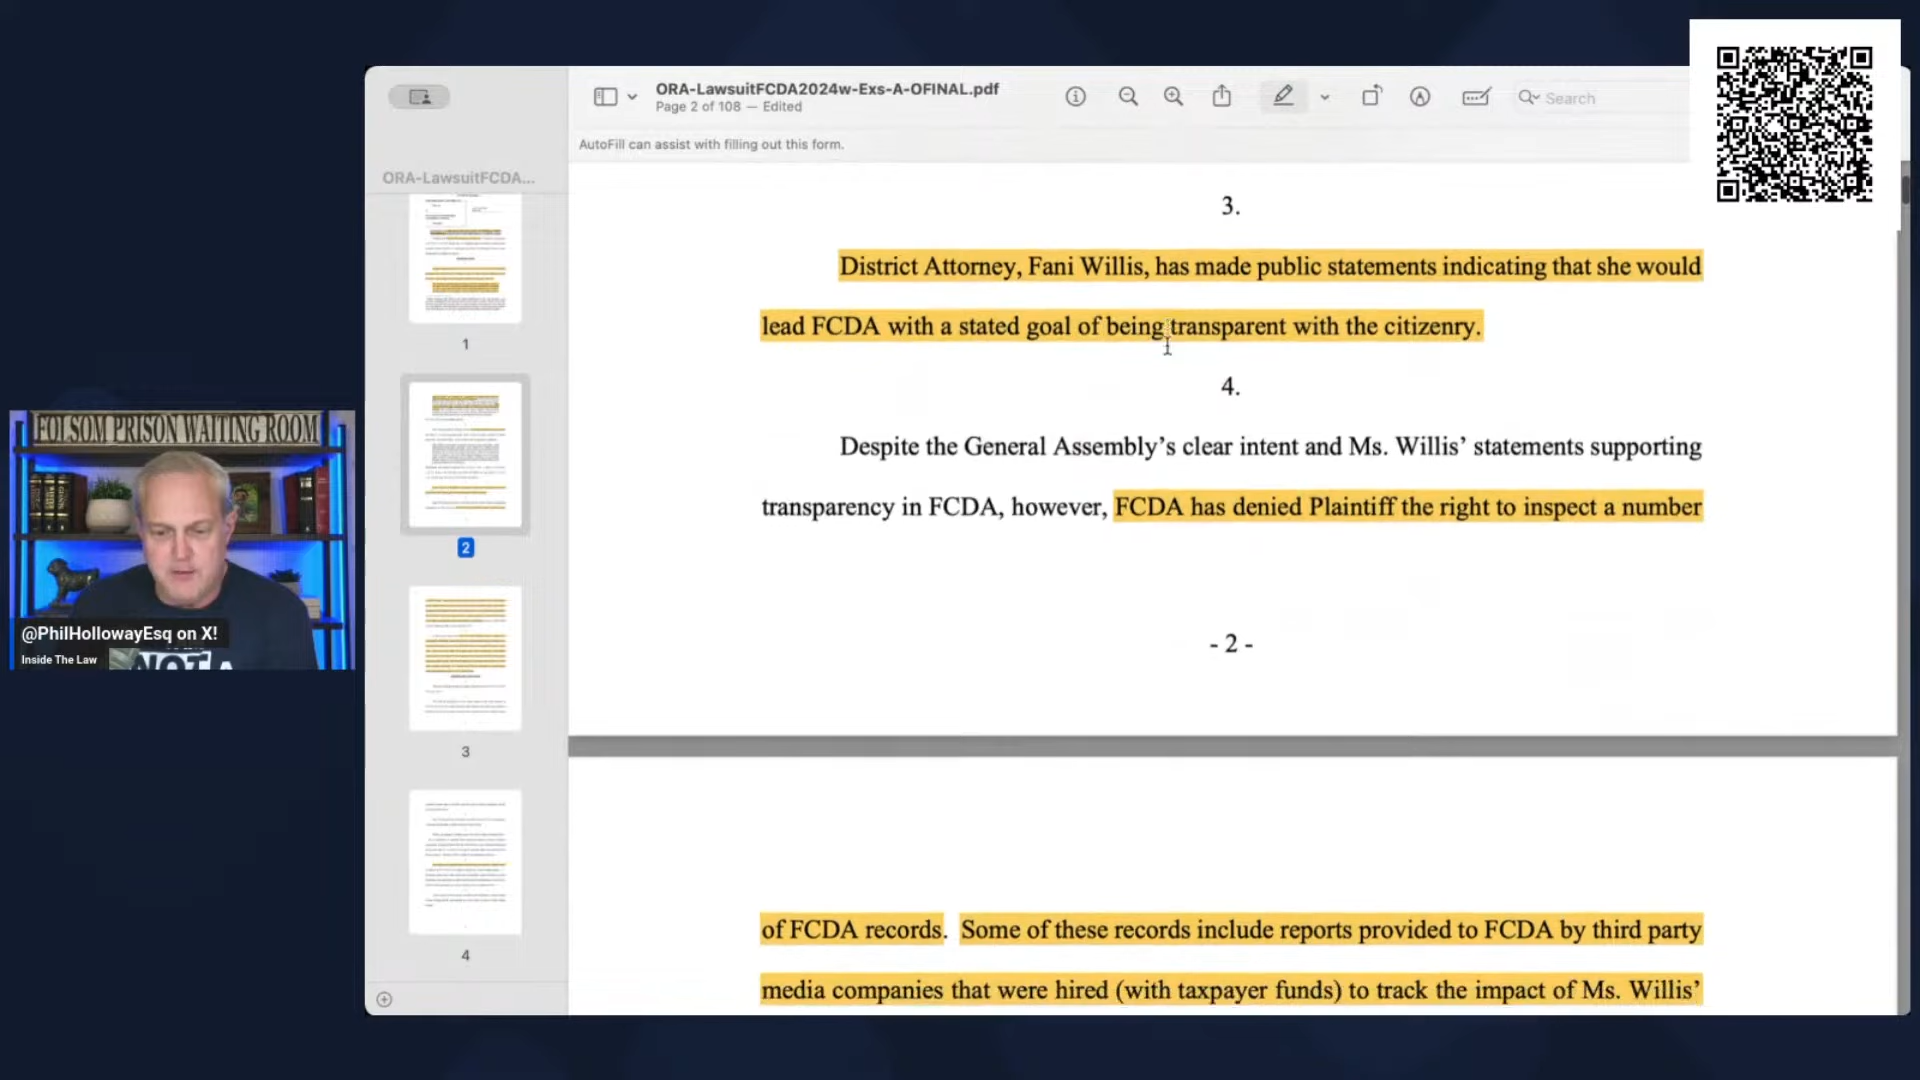 ORA-LawsuitFCDA2024w-Exs-A-OFINAL.pdf
Page 2 of 108 — Edited
Search
AutoFill can assist with filling out this form.
ORA-LawsuitFCDA...
1
2
3
4
3.
District Attorney, Fani Willis, has made public statements indicating that she would
lead FCDA with a stated goal of being transparent with the citizenry.
4.
Despite the General Assembly’s clear intent and Ms. Willis’ statements supporting
transparency in FCDA, however, FCDA has denied Plaintiff the right to inspect a number
- 2 -
of FCDA records. Some of these records include reports provided to FCDA by third party
media companies that were hired (with taxpayer funds) to track the impact of Ms. Willis’
FOLSOM PRISON WAITING ROOM
@PhilHollowayEsq on X!
Inside The Law
NOT A